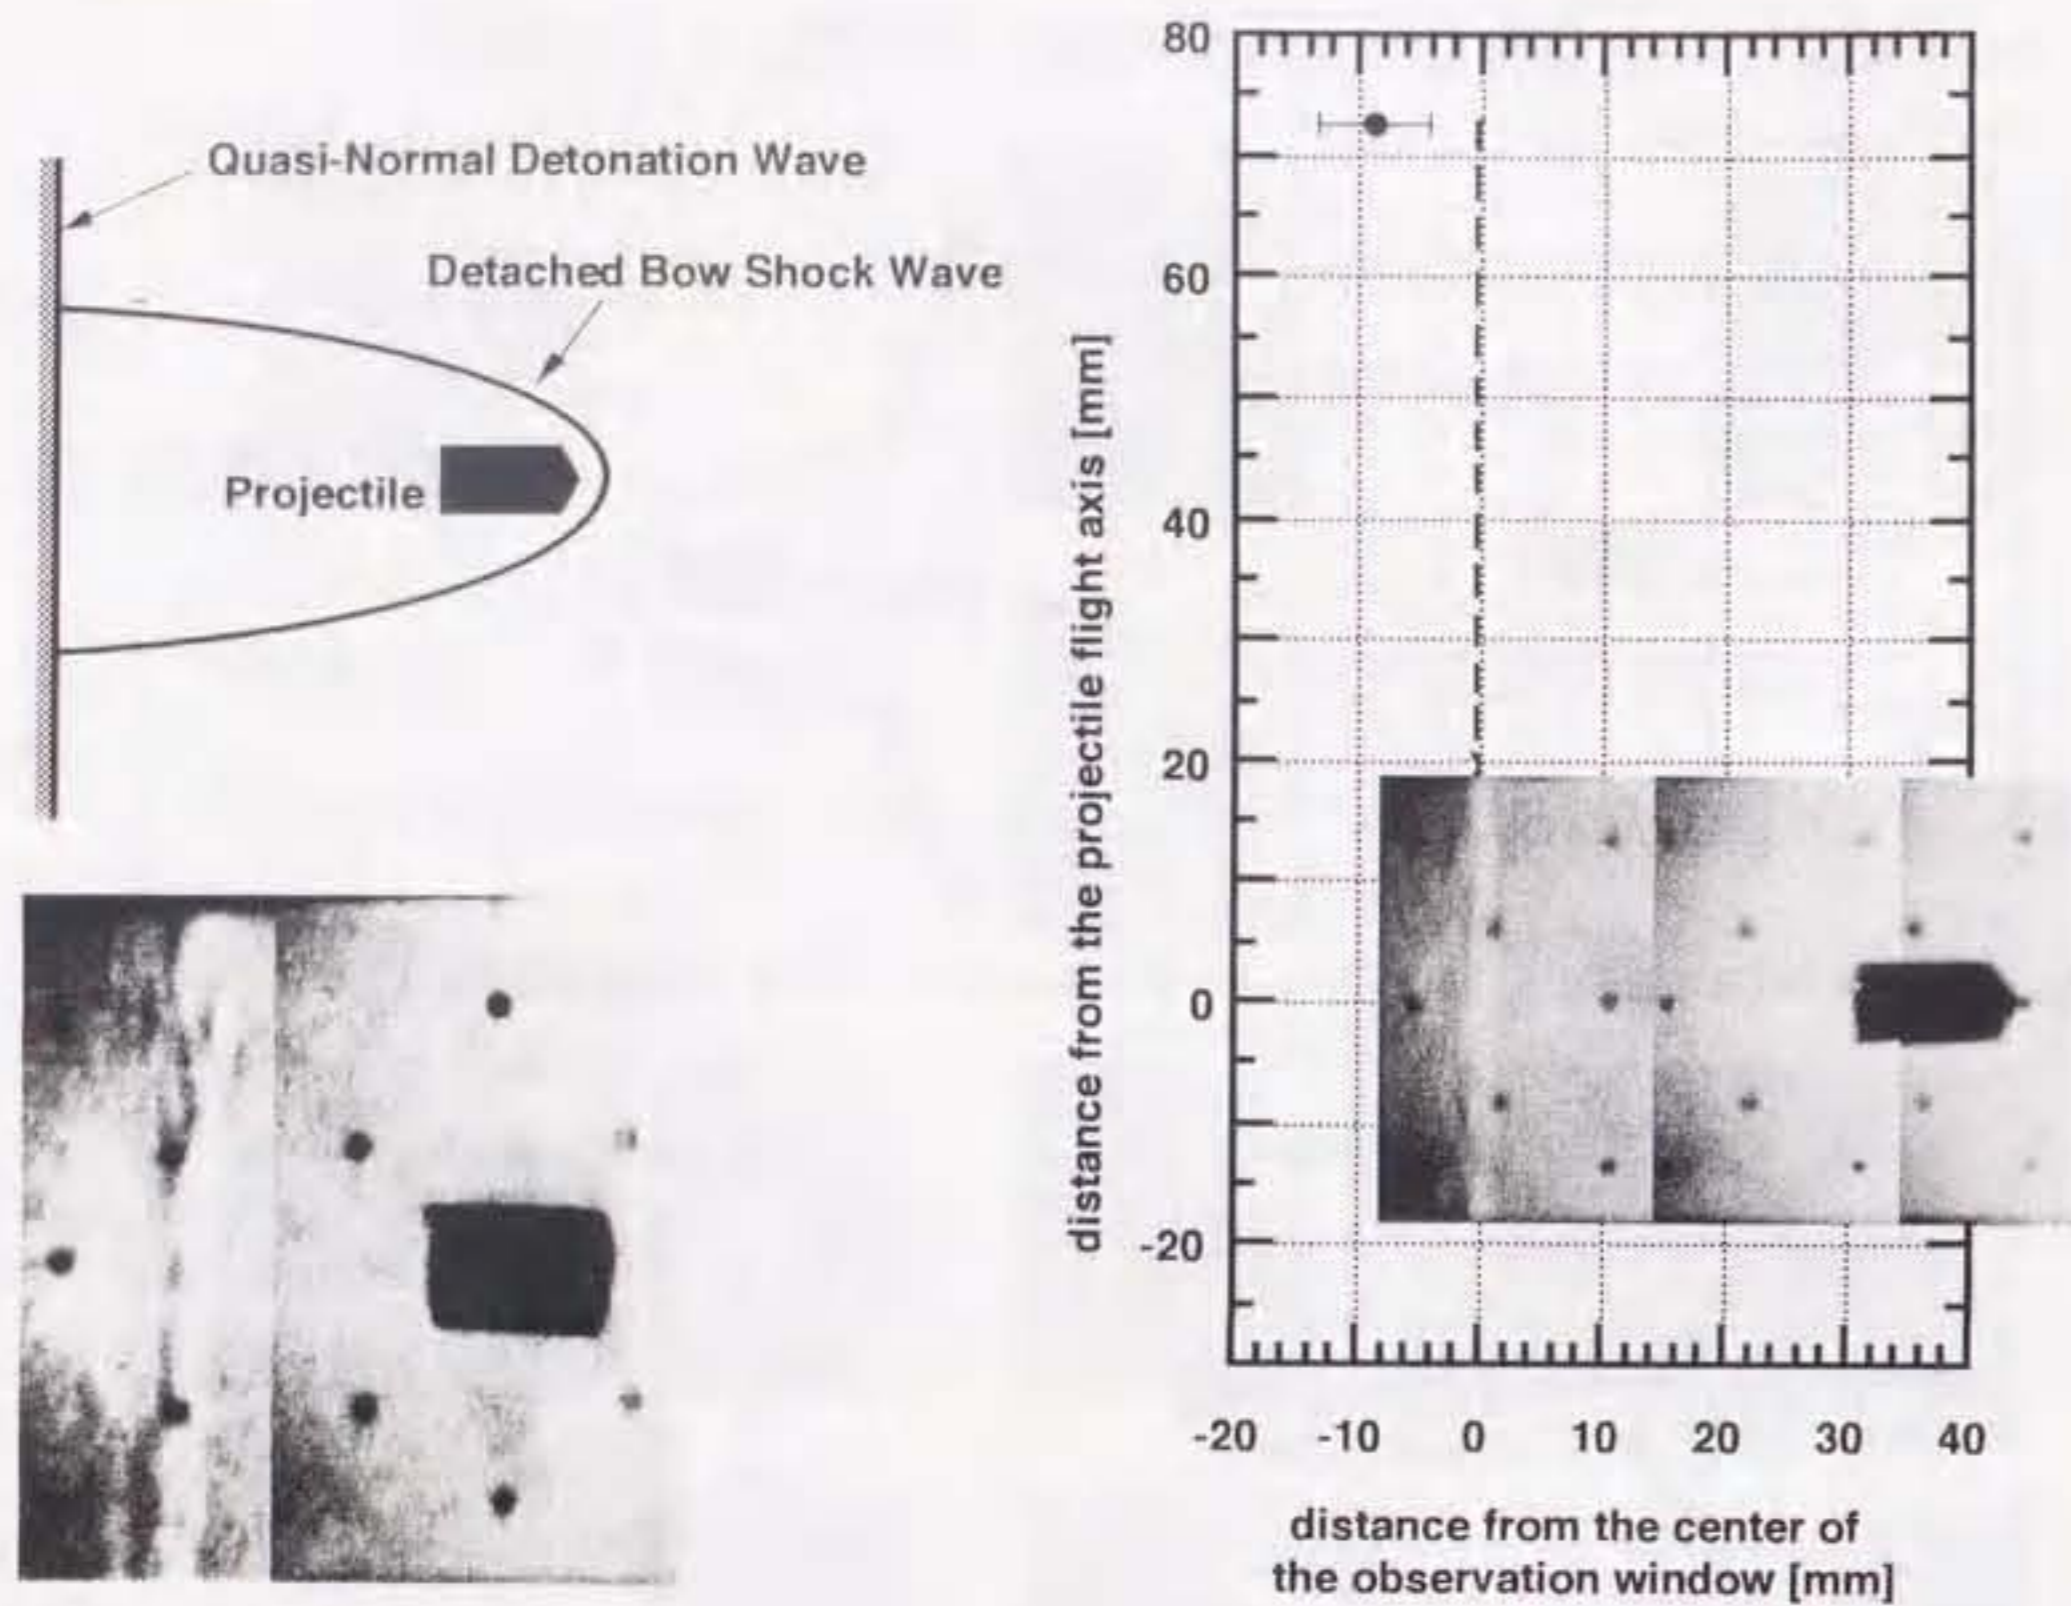 Quasi-Normal Detonation Wave
Detached Bow Shock Wave
Projectile
distance from the projectile flight axis [mm]
80
60
40
20
0
-20
-20 -10 0 10 20 30 40
distance from the center of
the observation window [mm]